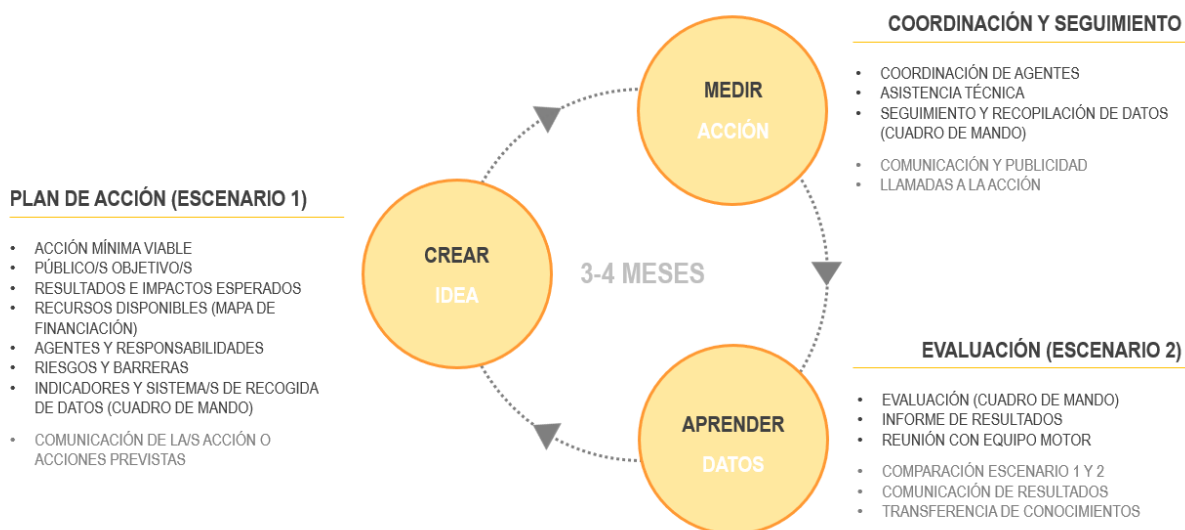 COORDINACIÓN Y SEGUIMIENTO
• COORDINACIÓN DE AGENTES
• ASISTENCIA TÉCNICA
• SEGUIMIENTO Y RECOPILACIÓN DE DATOS
(CUADRO DE MANDO)
• COMUNICACIÓN Y PUBLICIDAD
• LLAMADAS A LA ACCIÓN
MEDIR
ACCIÓN
PLAN DE ACCIÓN (ESCENARIO 1)
• ACCIÓN MÍNIMA VIABLE
• PÚBLICO/S OBJETIVO/S
• RESULTADOS E IMPACTOS ESPERADOS
• RECURSOS DISPONIBLES (MAPA DE
FINANCIACIÓN)
• AGENTES Y RESPONSABILIDADES
• RIESGOS Y BARRERAS
• INDICADORES Y SISTEMA/S DE RECOGIDA
DE DATOS (CUADRO DE MANDO)
• COMUNICACIÓN DE LA/S ACCIÓN O
ACCIONES PREVISTAS
CREAR
IDEA
3-4 MESES
APRENDER
DATOS
EVALUACIÓN (ESCENARIO 2)
• EVALUACIÓN (CUADRO DE MANDO)
• INFORME DE RESULTADOS
• REUNIÓN CON EQUIPO MOTOR
• COMPARACIÓN ESCENARIO 1 Y 2
• COMUNICACIÓN DE RESULTADOS
• TRANSFERENCIA DE CONOCIMIENTOS